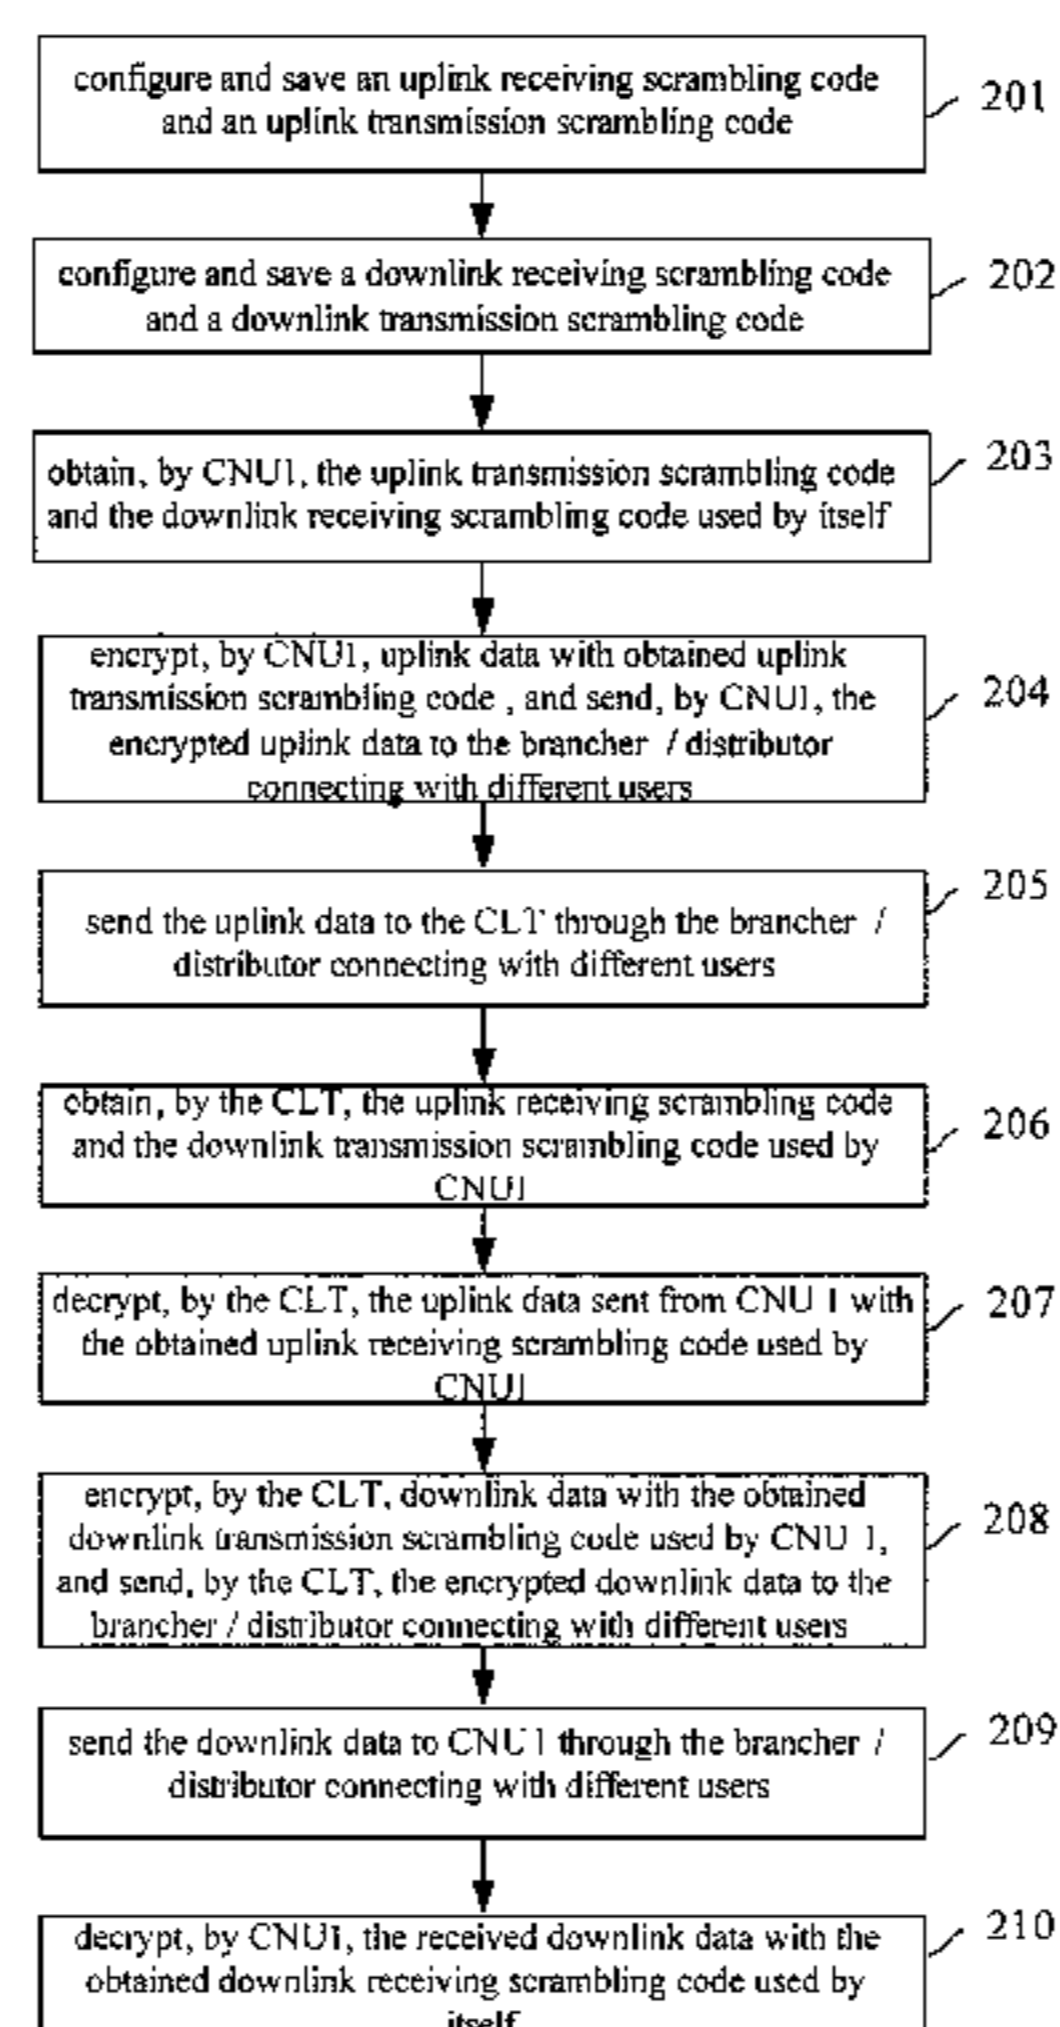 configure and save an uplink receiving scrambling code
and an uplink transmission scrambling code
201
configure and save a downlink receiving scrambling code
and a downlink transmission scrambling code
202
obtain, by CNU1, the uplink transmission scrambling code
and the downlink receiving scrambling code used by itself
203
encrypt, by CNU1, uplink data with obtained uplink
transmission scrambling code , and send, by CNU1, the
encrypted uplink data to the brancher / distributor
connecting with different users
204
send the uplink data to the CLT through the brancher /
distributor connecting with different users
205
obtain, by the CLT, the uplink receiving scrambling code
and the downlink transmission scrambling code used by
CNU1
206
decrypt, by the CLT, the uplink data sent from CNU 1 with
the obtained uplink receiving scrambling code used by
CNU1
207
encrypt, by the CLT, downlink data with the obtained
downlink transmission scrambling code used by CNU 1,
and send, by the CLT, the encrypted downlink data to the
brancher / distributor connecting with different users
208
send the downlink data to CNU 1 through the brancher /
distributor connecting with different users
209
decrypt, by CNU1, the received downlink data with the
obtained downlink receiving scrambling code used by
itself
210